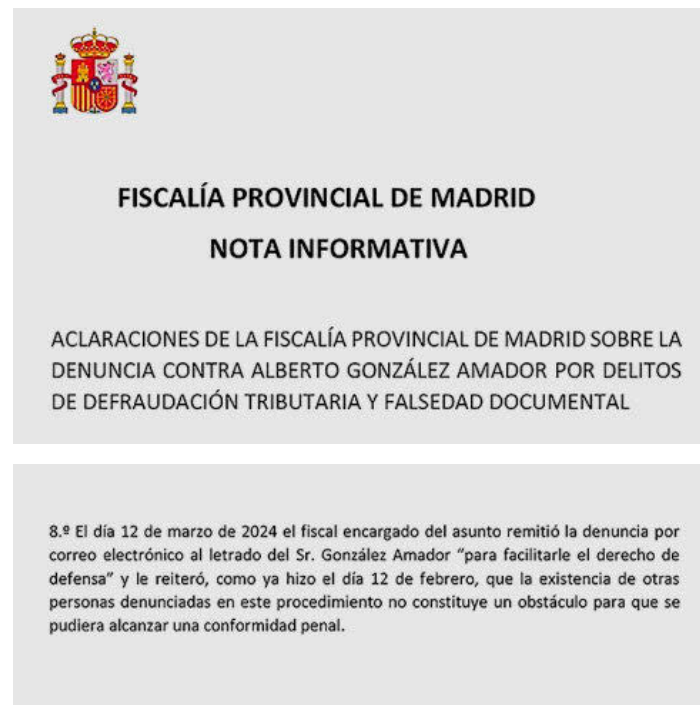 FISCALÍA PROVINCIAL DE MADRID
NOTA INFORMATIVA
ACLARACIONES DE LA FISCALÍA PROVINCIAL DE MADRID SOBRE LA
DENUNCIA CONTRA ALBERTO GONZÁLEZ AMADOR POR DELITOS
DE DEFRAUDACIÓN TRIBUTARIA Y FALSEDAD DOCUMENTAL
8.º El día 12 de marzo de 2024 el fiscal encargado del asunto remitió la denuncia por
correo electrónico al letrado del Sr. González Amador “para facilitarle el derecho de
defensa” y le reiteró, como ya hizo el día 12 de febrero, que la existencia de otras
personas denunciadas en este procedimiento no constituye un obstáculo para que se
pudiera alcanzar una conformidad penal.